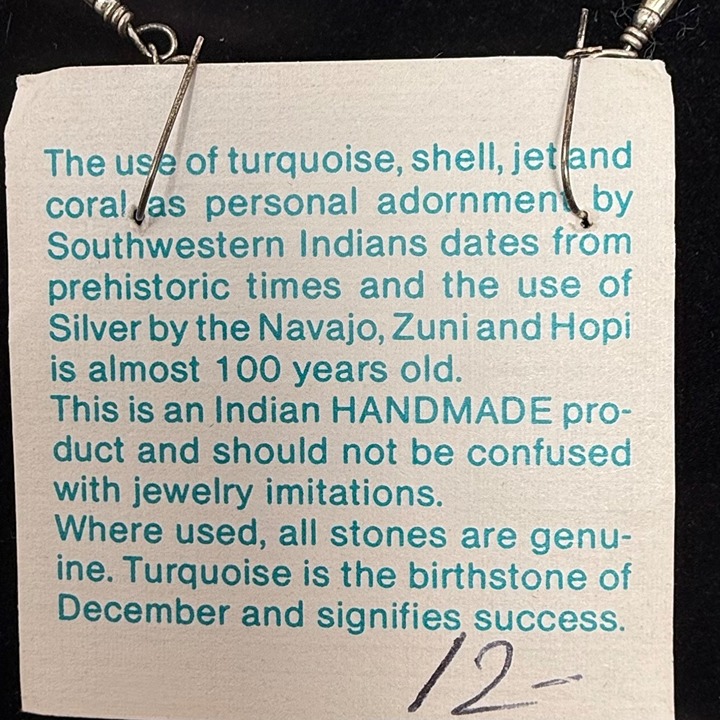 The use of turquoise, shell, jet and
coral, as personal adornment by
Southwestern Indians dates from
prehistoric times and the use of
Silver by the Navajo, Zuni and Hopi
is almost 100 years old.
This is an Indian HANDMADE pro-
duct and should not be confused
with jewelry imitations.
Where used, all stones are genu-
ine. Turquoise is the birthstone of
December and signifies success.
12-